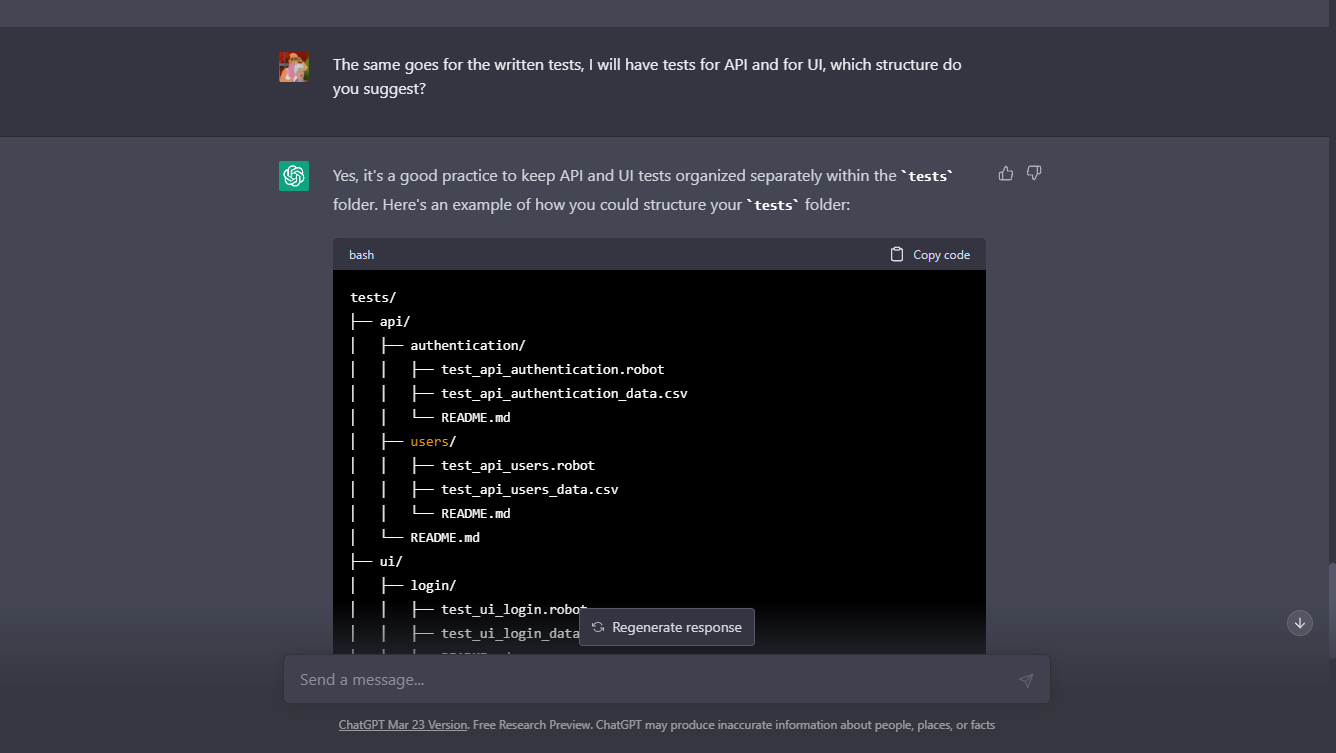 The same goes for the written tests, I will have tests for API and for UI, which structure do
you suggest?
Yes, it's a good practice to keep API and UI tests organized separately within the `tests`
folder. Here's an example of how you could structure your `tests` folder:
bash
Copy code
tests/
├── api/
│   ├── authentication/
│   │   ├── test_api_authentication.robot
│   │   ├── test_api_authentication_data.csv
│   │   └── README.md
│   ├── users/
│   │   ├── test_api_users.robot
│   │   ├── test_api_users_data.csv
│   │   └── README.md
│   └── README.md
├── ui/
│   ├── login/
│   │   ├── test_ui_login.robot
│   │   ├── test_ui_login_data
Regenerate response
Send a message...
ChatGPT Mar 23 Version. Free Research Preview. ChatGPT may produce inaccurate information about people, places, or facts